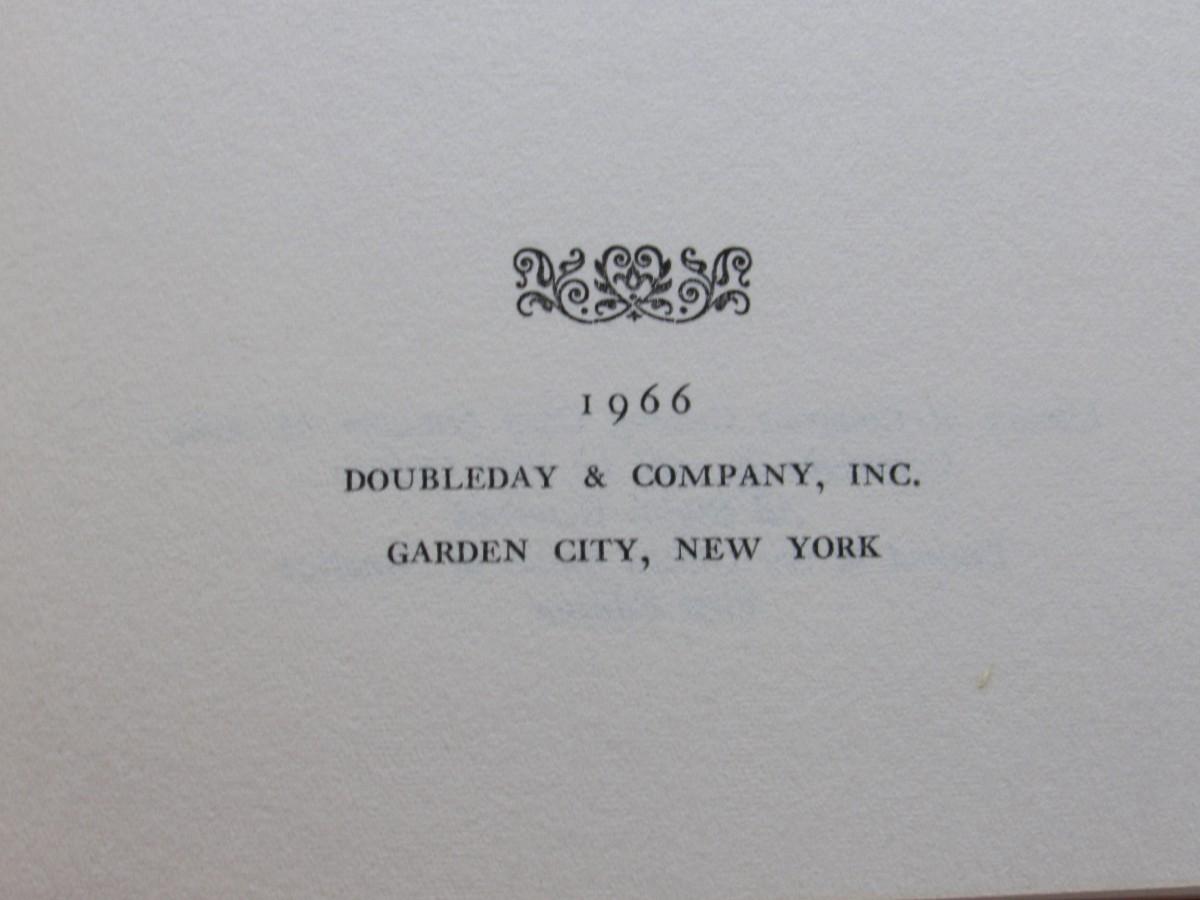 1966
DOUBLEDAY & COMPANY, INC.
GARDEN CITY, NEW YORK